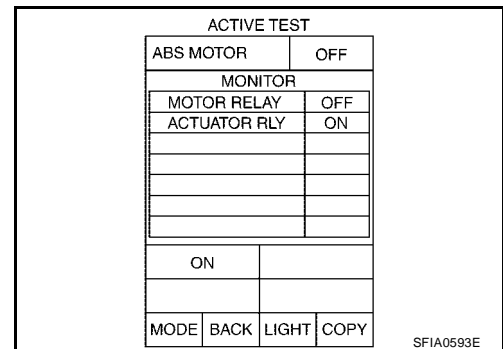 ACTIVE TEST
ABS MOTOR OFF
MONITOR
MOTOR RELAY OFF
ACTUATOR RLY ON
ON
MODE BACK LIGHT COPY
SFIA0593E